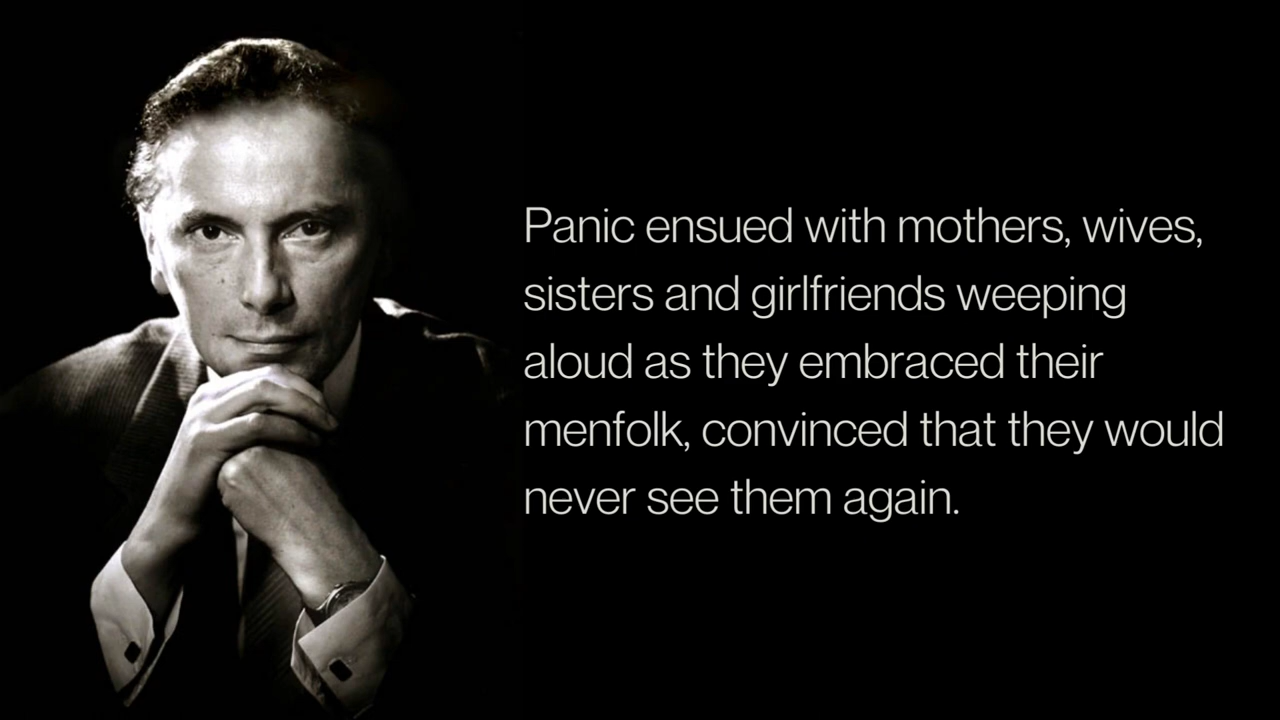 Panic ensued with mothers, wives,
sisters and girlfriends weeping
aloud as they embraced their
menfolk, convinced that they would
never see them again.